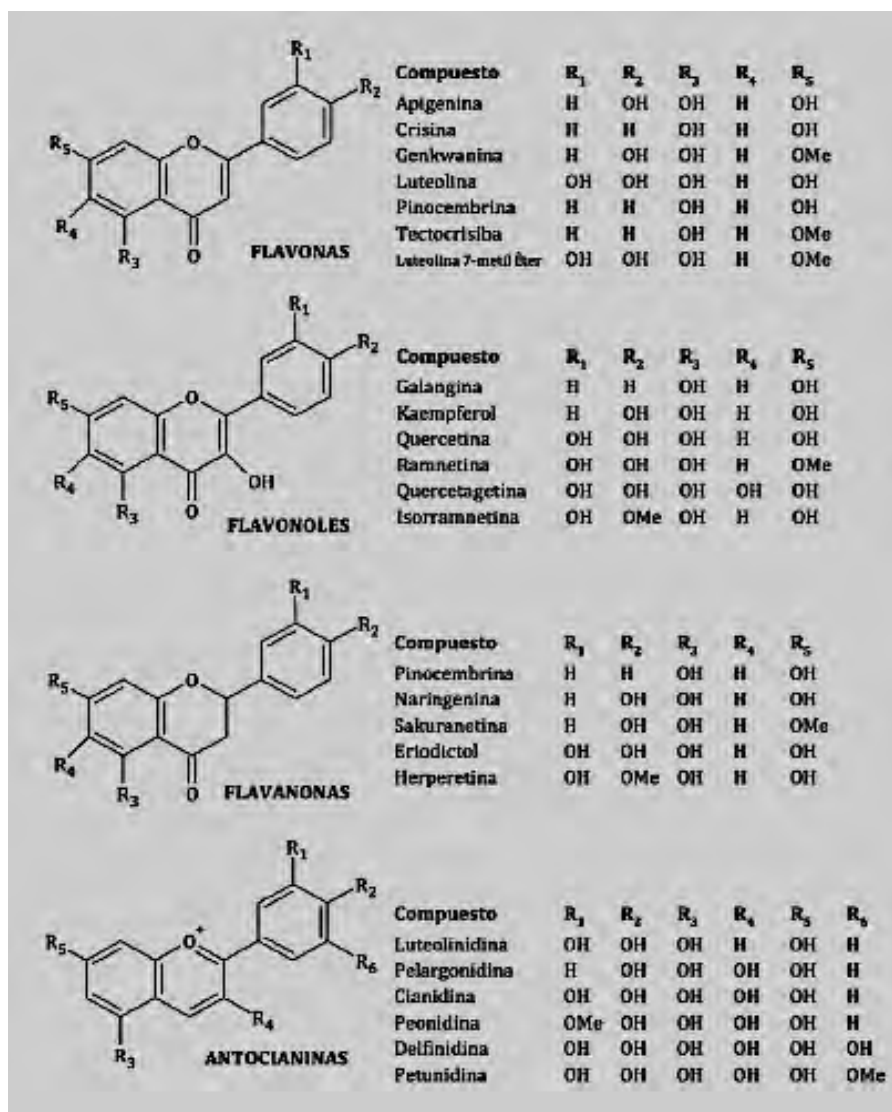 R₁
R₂
R₅
R₄
R₃
O
O
FLAVONAS
Compuesto R₁ R₂ R₃ R₄ R₅
Apigenina H OH OH H OH
Crisina H H OH H OH
Genkwanina H OH OH H OMe
Luteolina OH OH OH H OH
Pinocembrina H H OH H OH
Tectocrisiba H H OH H OMe
Luteolina 7-metil Éter OH OH OH H OMe
R₁
R₂
R₅
R₄
R₃
O
O
OH
FLAVONOLES
Compuesto R₁ R₂ R₃ R₄ R₅
Galangina H H OH H OH
Kaempferol H OH OH H OH
Quercetina OH OH OH H OH
Ramnetina OH OH OH H OMe
Quercetagetina OH OH OH OH OH
Isorramnetina OH OMe OH H OH
R₁
R₂
R₅
R₄
R₃
O
O
FLAVANONAS
Compuesto R₁ R₂ R₃ R₄ R₅
Pinocembrina H H OH H OH
Naringenina H OH OH H OH
Sakuranetina H OH OH H OMe
Eriodictol OH OH OH H OH
Herperetina OH OMe OH H OH
R₁
R₂
R₆
R₅
R₄
R₃
O⁺
ANTOCIANINAS
Compuesto R₁ R₂ R₃ R₄ R₅ R₆
Luteolinidina OH OH OH H OH H
Pelargonidina H OH OH OH OH H
Cianidina OH OH OH OH OH H
Peonidina OMe OH OH OH OH H
Delfinidina OH OH OH OH OH OH
Petunidina OH OH OH OH OH OMe